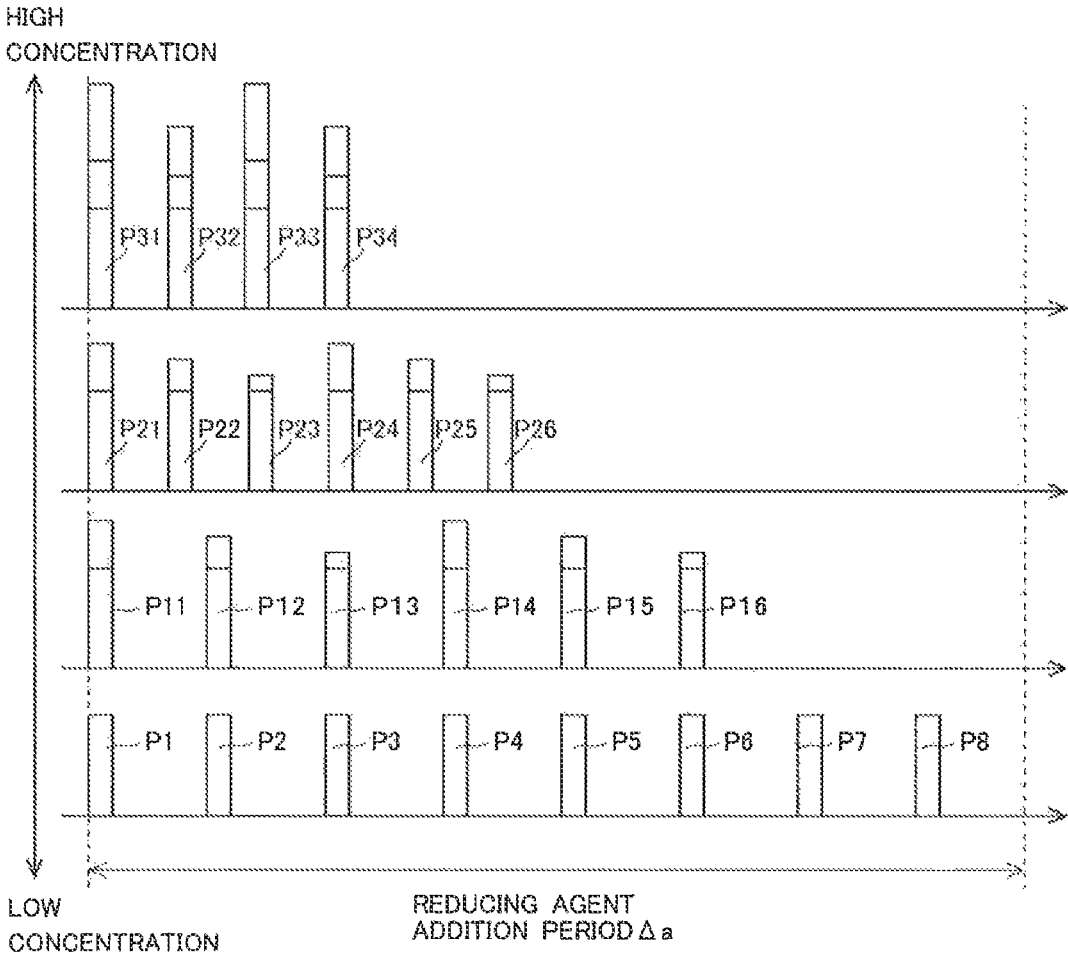 HIGH
CONCENTRATION
P31 P32 P33 P34
P21 P22 P23 P24 P25 P26
P11 P12 P13 P14 P15 P16
P1 P2 P3 P4 P5 P6 P7 P8
LOW
CONCENTRATION
REDUCING AGENT
ADDITION PERIOD Δa